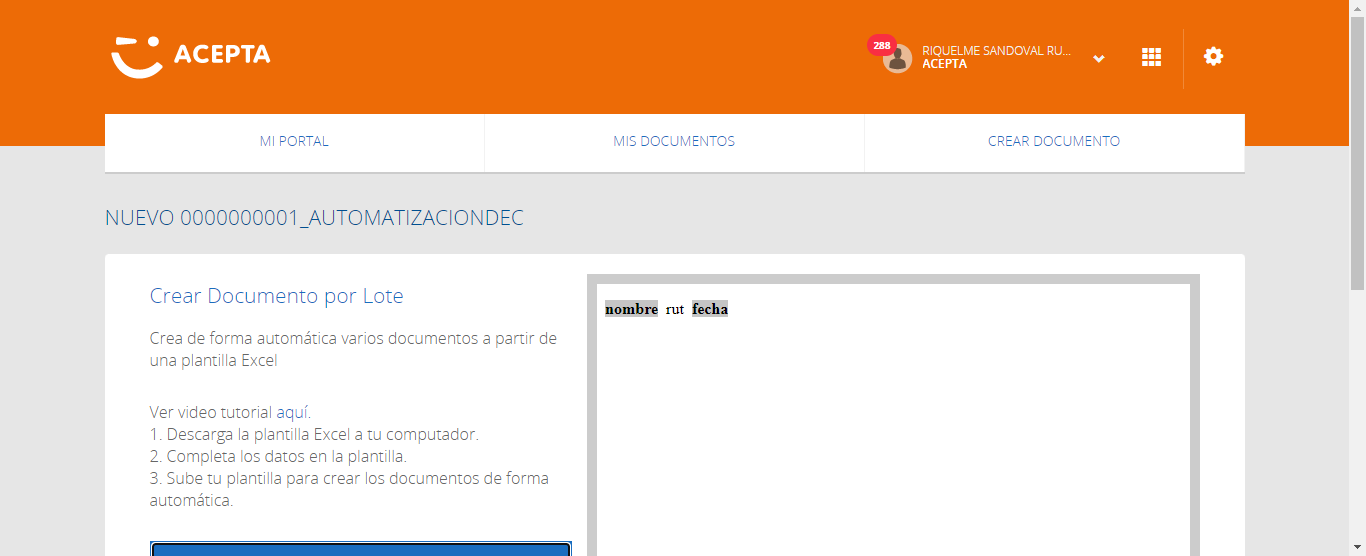 ACEPTA
288
RIQUELME SANDOVAL RU...
ACEPTA
MI PORTAL
MIS DOCUMENTOS
CREAR DOCUMENTO
NUEVO 0000000001_AUTOMATIZACIONDEC
Crear Documento por Lote
Crea de forma automática varios documentos a partir de
una plantilla Excel
Ver video tutorial aquí.
1. Descarga la plantilla Excel a tu computador.
2. Completa los datos en la plantilla.
3. Sube tu plantilla para crear los documentos de forma
automática.
nombre rut fecha